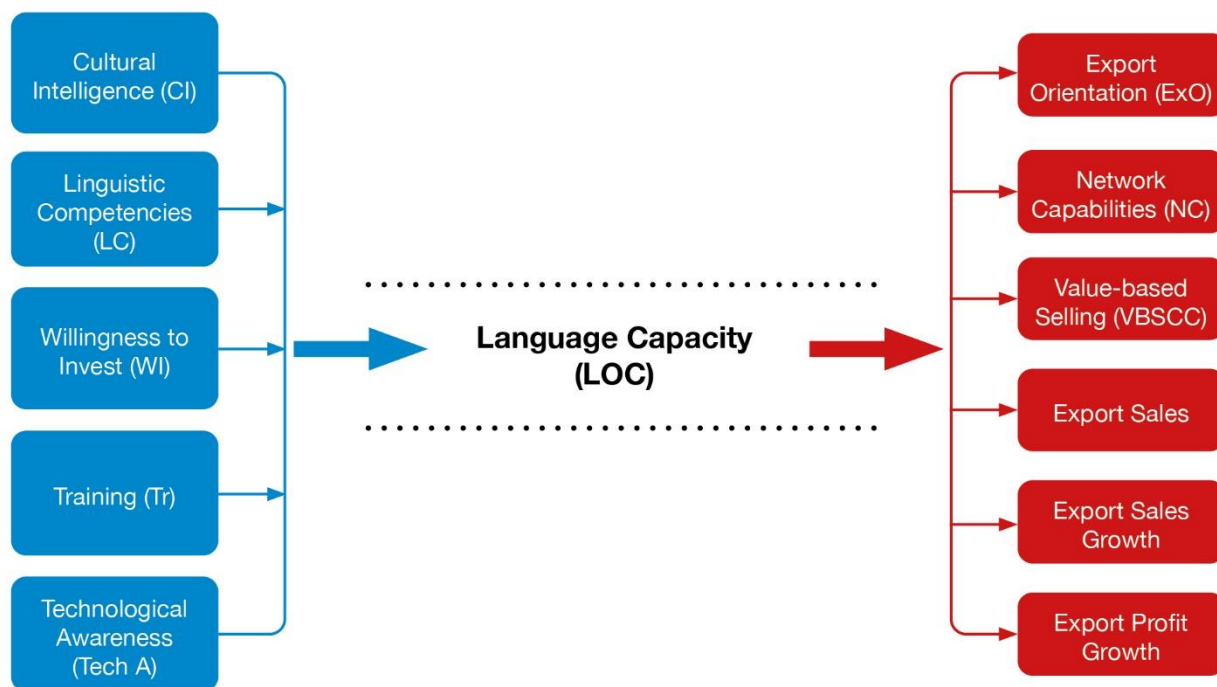 Cultural
Intelligence (CI)
Linguistic
Competencies
(LC)
Willingness to
Invest (WI)
Training (Tr)
Technological
Awareness
(Tech A)
Language Capacity
(LOC)
Export
Orientation (ExO)
Network
Capabilities (NC)
Value-based
Selling (VBSCC)
Export Sales
Export Sales
Growth
Export Profit
Growth